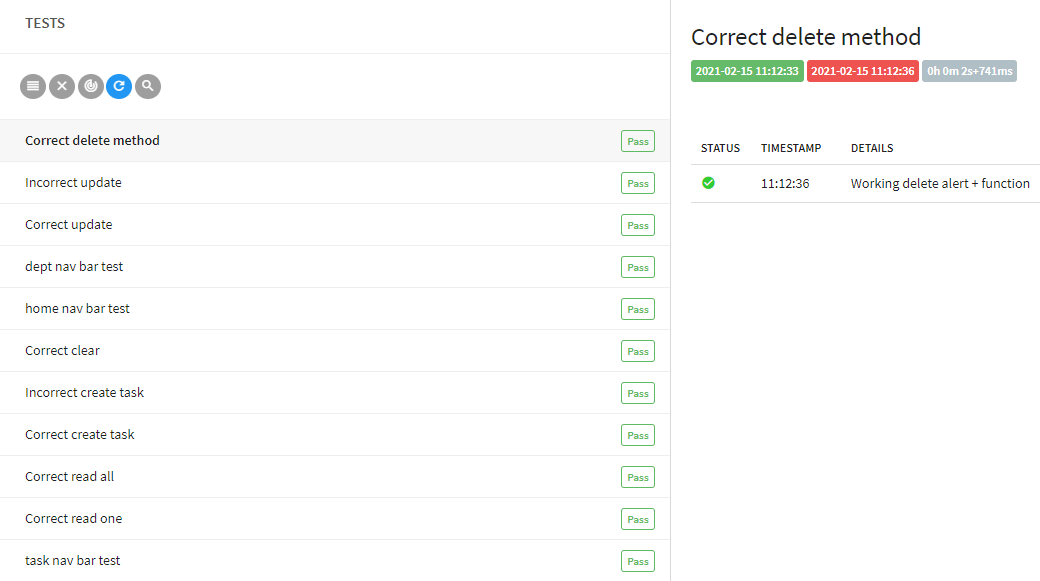 TESTS
Correct delete method Pass
Incorrect update Pass
Correct update Pass
dept nav bar test Pass
home nav bar test Pass
Correct clear Pass
Incorrect create task Pass
Correct create task Pass
Correct read all Pass
Correct read one Pass
task nav bar test Pass
Correct delete method
2021-02-15 11:12:33 2021-02-15 11:12:36 0h 0m 2s+741ms
STATUS TIMESTAMP DETAILS
11:12:36 Working delete alert + function